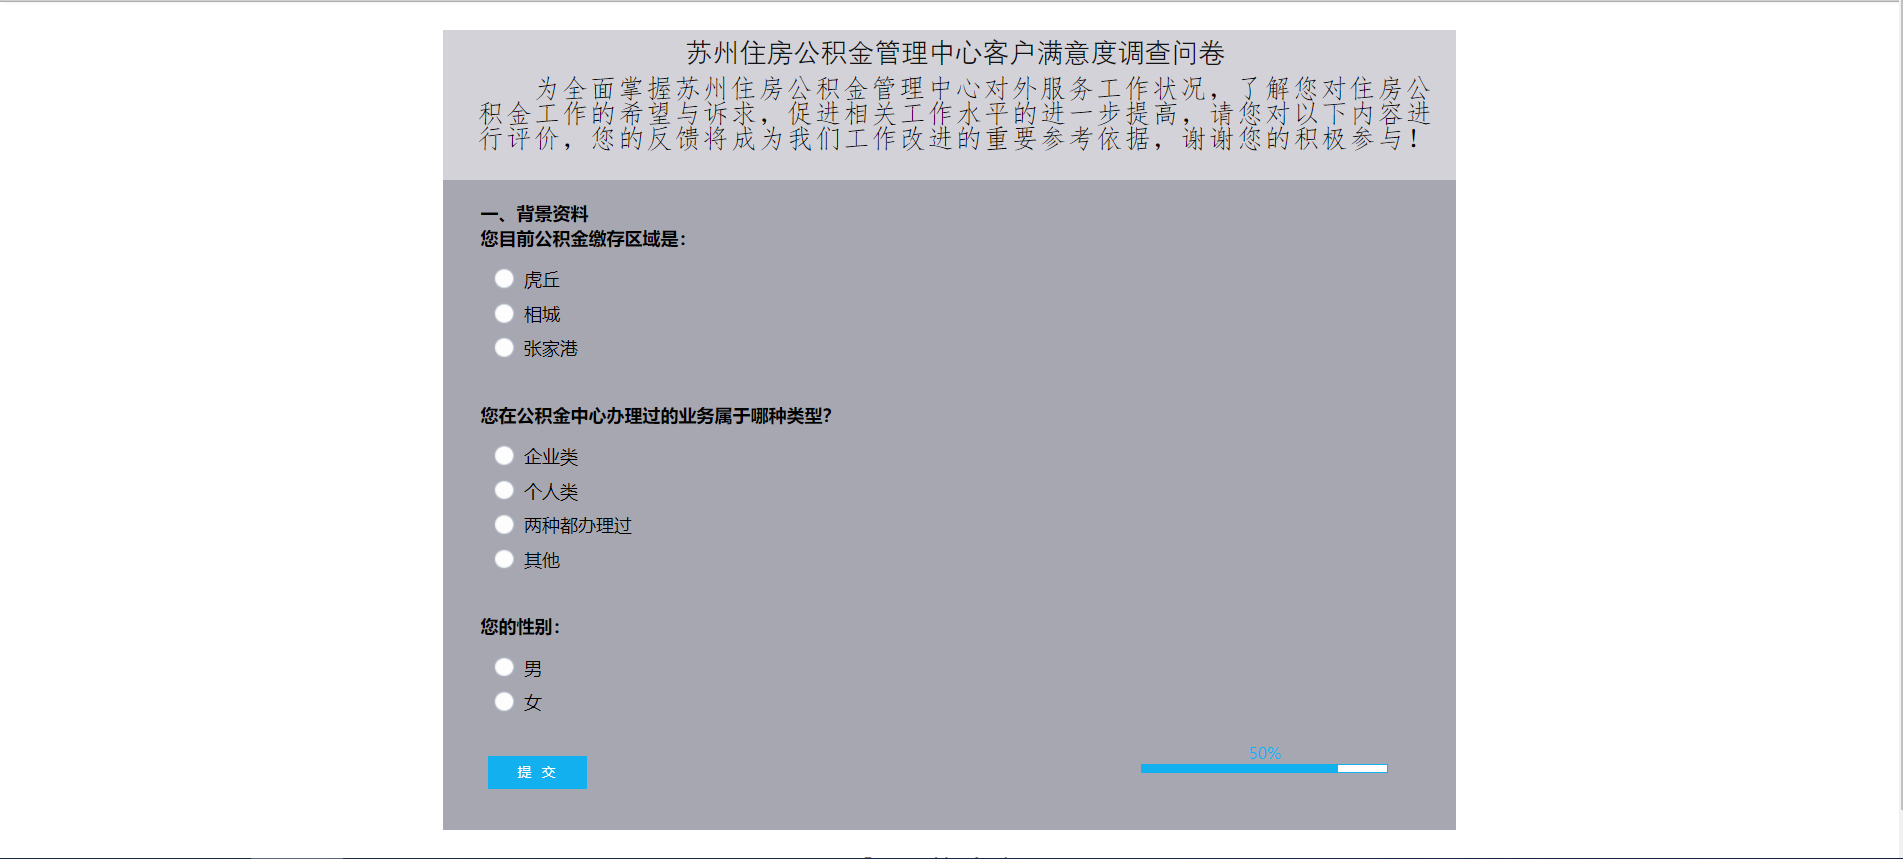 苏州住房公积金管理中心客户满意度调查问卷
为全面掌握苏州住房公积金管理中心对外服务工作状况，了解您对住房公
积金工作的希望与诉求，促进相关工作水平的进一步提高，请您对以下内容进
行评价，您的反馈将成为我们工作改进的重要参考依据，谢谢您的积极参与！
一、背景资料
您目前公积金缴存区域是：
虎丘
相城
张家港
您在公积金中心办理过的业务属于哪种类型？
企业类
个人类
两种都办理过
其他
您的性别：
男
女
50%
提 交